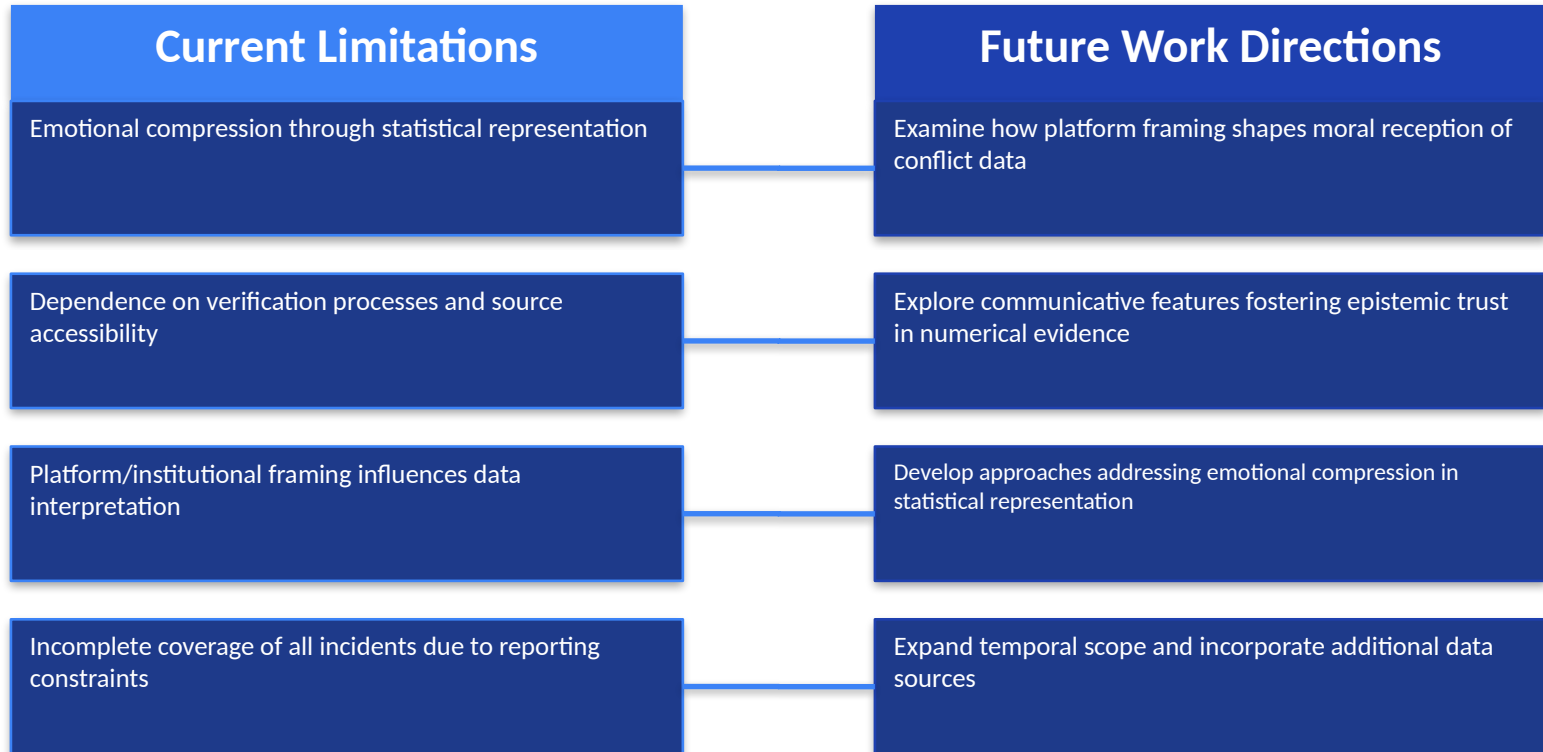 Current Limitations
Future Work Directions
Emotional compression through statistical representation
Examine how platform framing shapes moral reception of
conflict data
Dependence on verification processes and source
accessibility
Explore communicative features fostering epistemic trust
in numerical evidence
Platform/institutional framing influences data
interpretation
Develop approaches addressing emotional compression in
statistical representation
Incomplete coverage of all incidents due to reporting
constraints
Expand temporal scope and incorporate additional data
sources